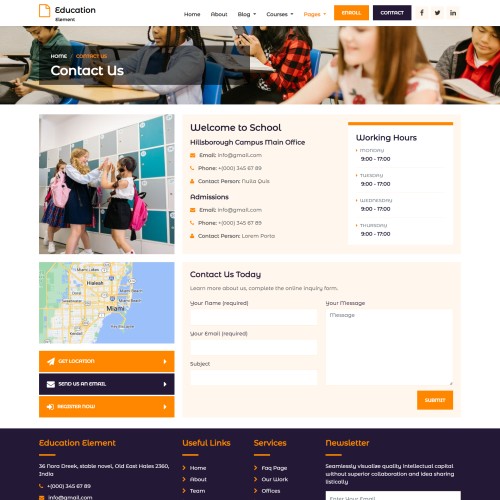 Education
Element
Home
About
Blog
Courses
Pages
ENROLL
CONTACT
HOME / CONTACT US
Contact Us
Welcome to School
Hillsborough Campus Main Office
Email: info@gmail.com
Phone: +(000) 345 67 89
Contact Person: Nulla Quis
Admissions
Email: info@gmail.com
Phone: +(000) 345 67 89
Contact Person: Lorem Porta
Working Hours
MONDAY
9:00 - 17:00
TUESDAY
9:00 - 17:00
WEDNESDAY
9:00 - 17:00
THURSDAY
9:00 - 17:00
Hialeah
Miami Beach
Miami
GET LOCATION
SEND US AN EMAIL
REGISTER NOW
Contact Us Today
Learn more about us, complete the online inquiry form.
Your Name (required)
Your Email (required)
Subject
Your Message
Message
SUBMIT
Education Element
36 Nora Dreek, stable novel, Old East Hales 2360,
India
+(000) 345 67 89
info@gmail.com
Useful Links
Home
About
Team
Services
Faq Page
Our Work
Offices
Newsletter
Seamlessly visualize quality intellectual capital
without superior collaboration and idea sharing
listically
Enter Your Email